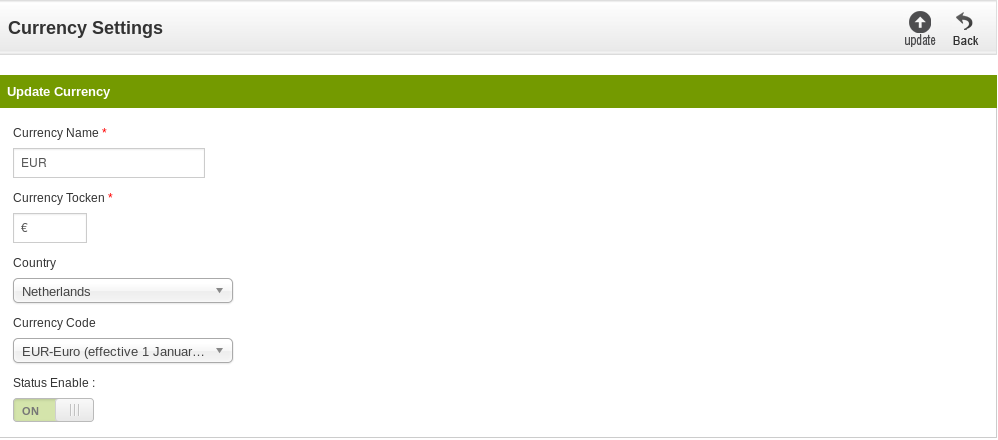 Currency Settings
update
Back
Update Currency
Currency Name *
EUR
Currency Tocken *
€
Country
Netherlands
Currency Code
EUR-Euro (effective 1 Januar…
Status Enable :
ON